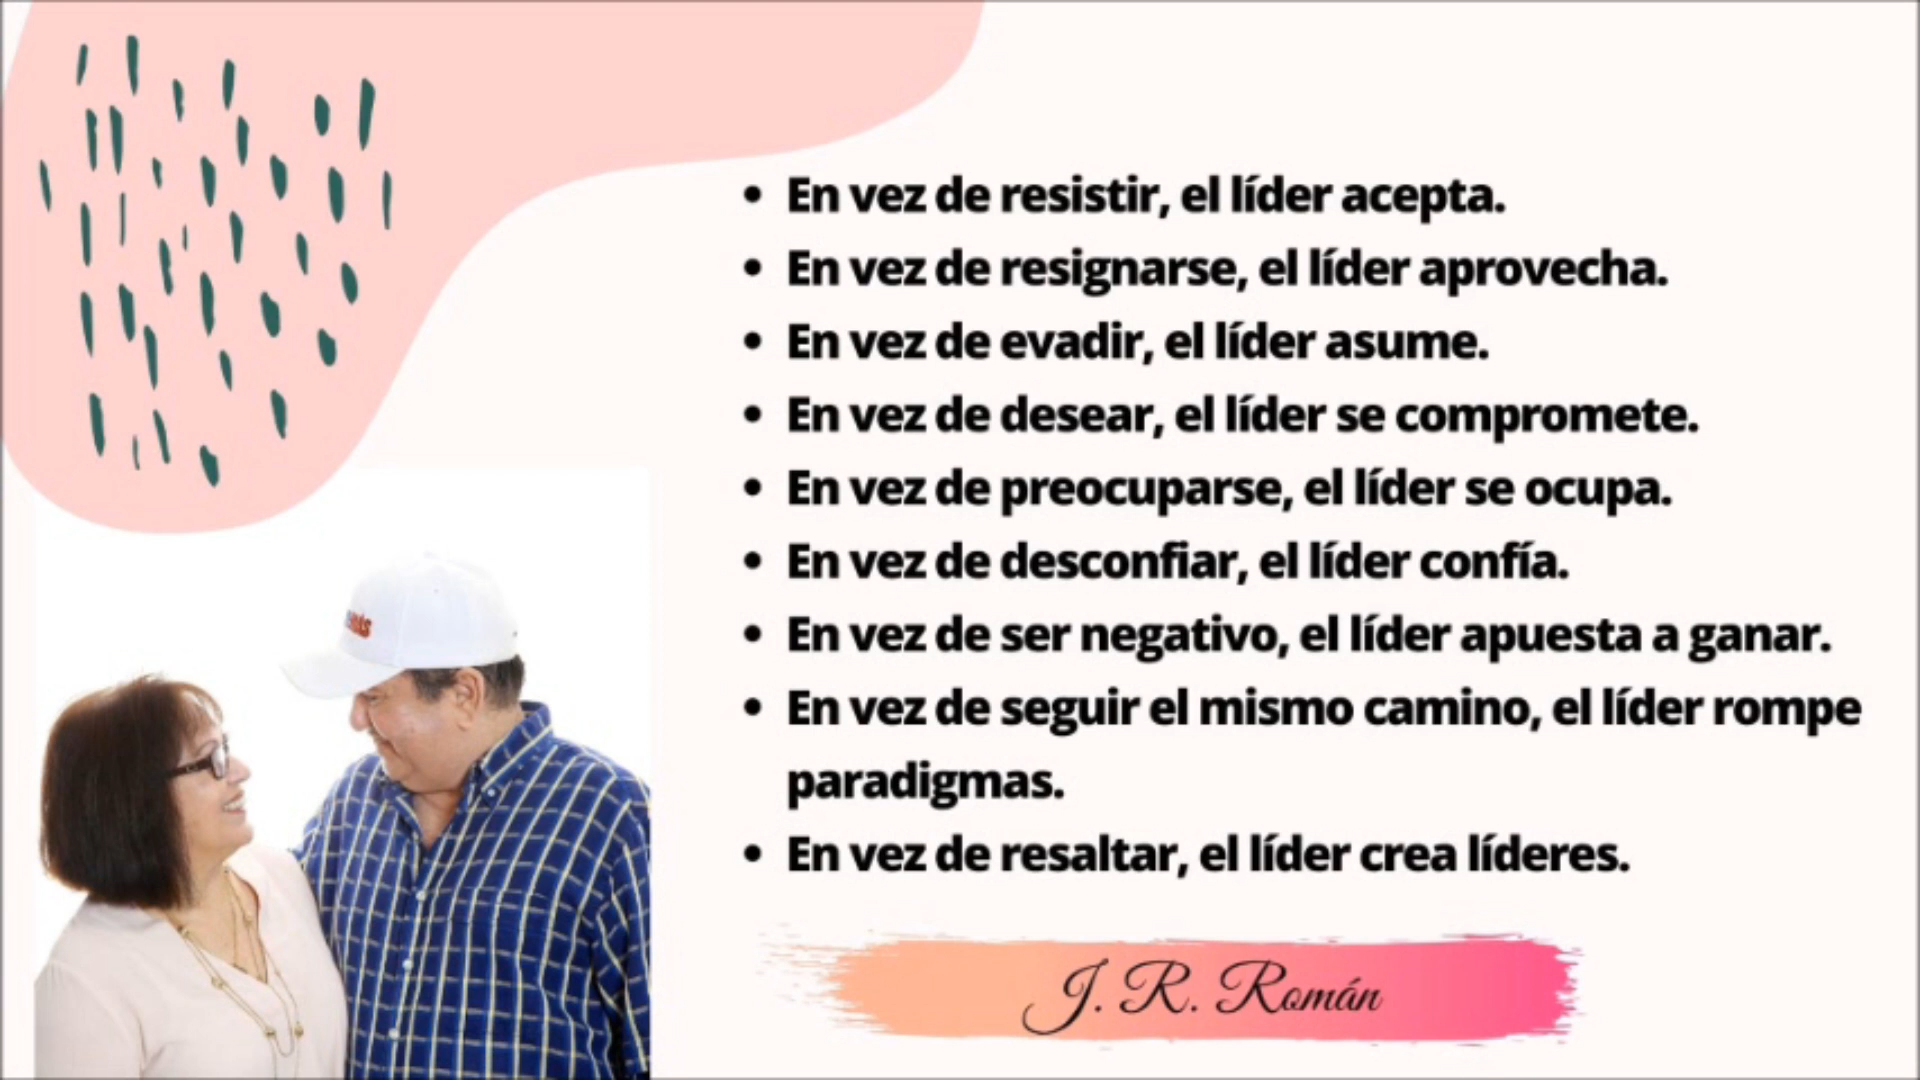 • En vez de resistir, el líder acepta.
• En vez de resignarse, el líder aprovecha.
• En vez de evadir, el líder asume.
• En vez de desear, el líder se compromete.
• En vez de preocuparse, el líder se ocupa.
• En vez de desconfiar, el líder confía.
• En vez de ser negativo, el líder apuesta a ganar.
• En vez de seguir el mismo camino, el líder rompe
paradigmas.
• En vez de resaltar, el líder crea líderes.
J. R. Román